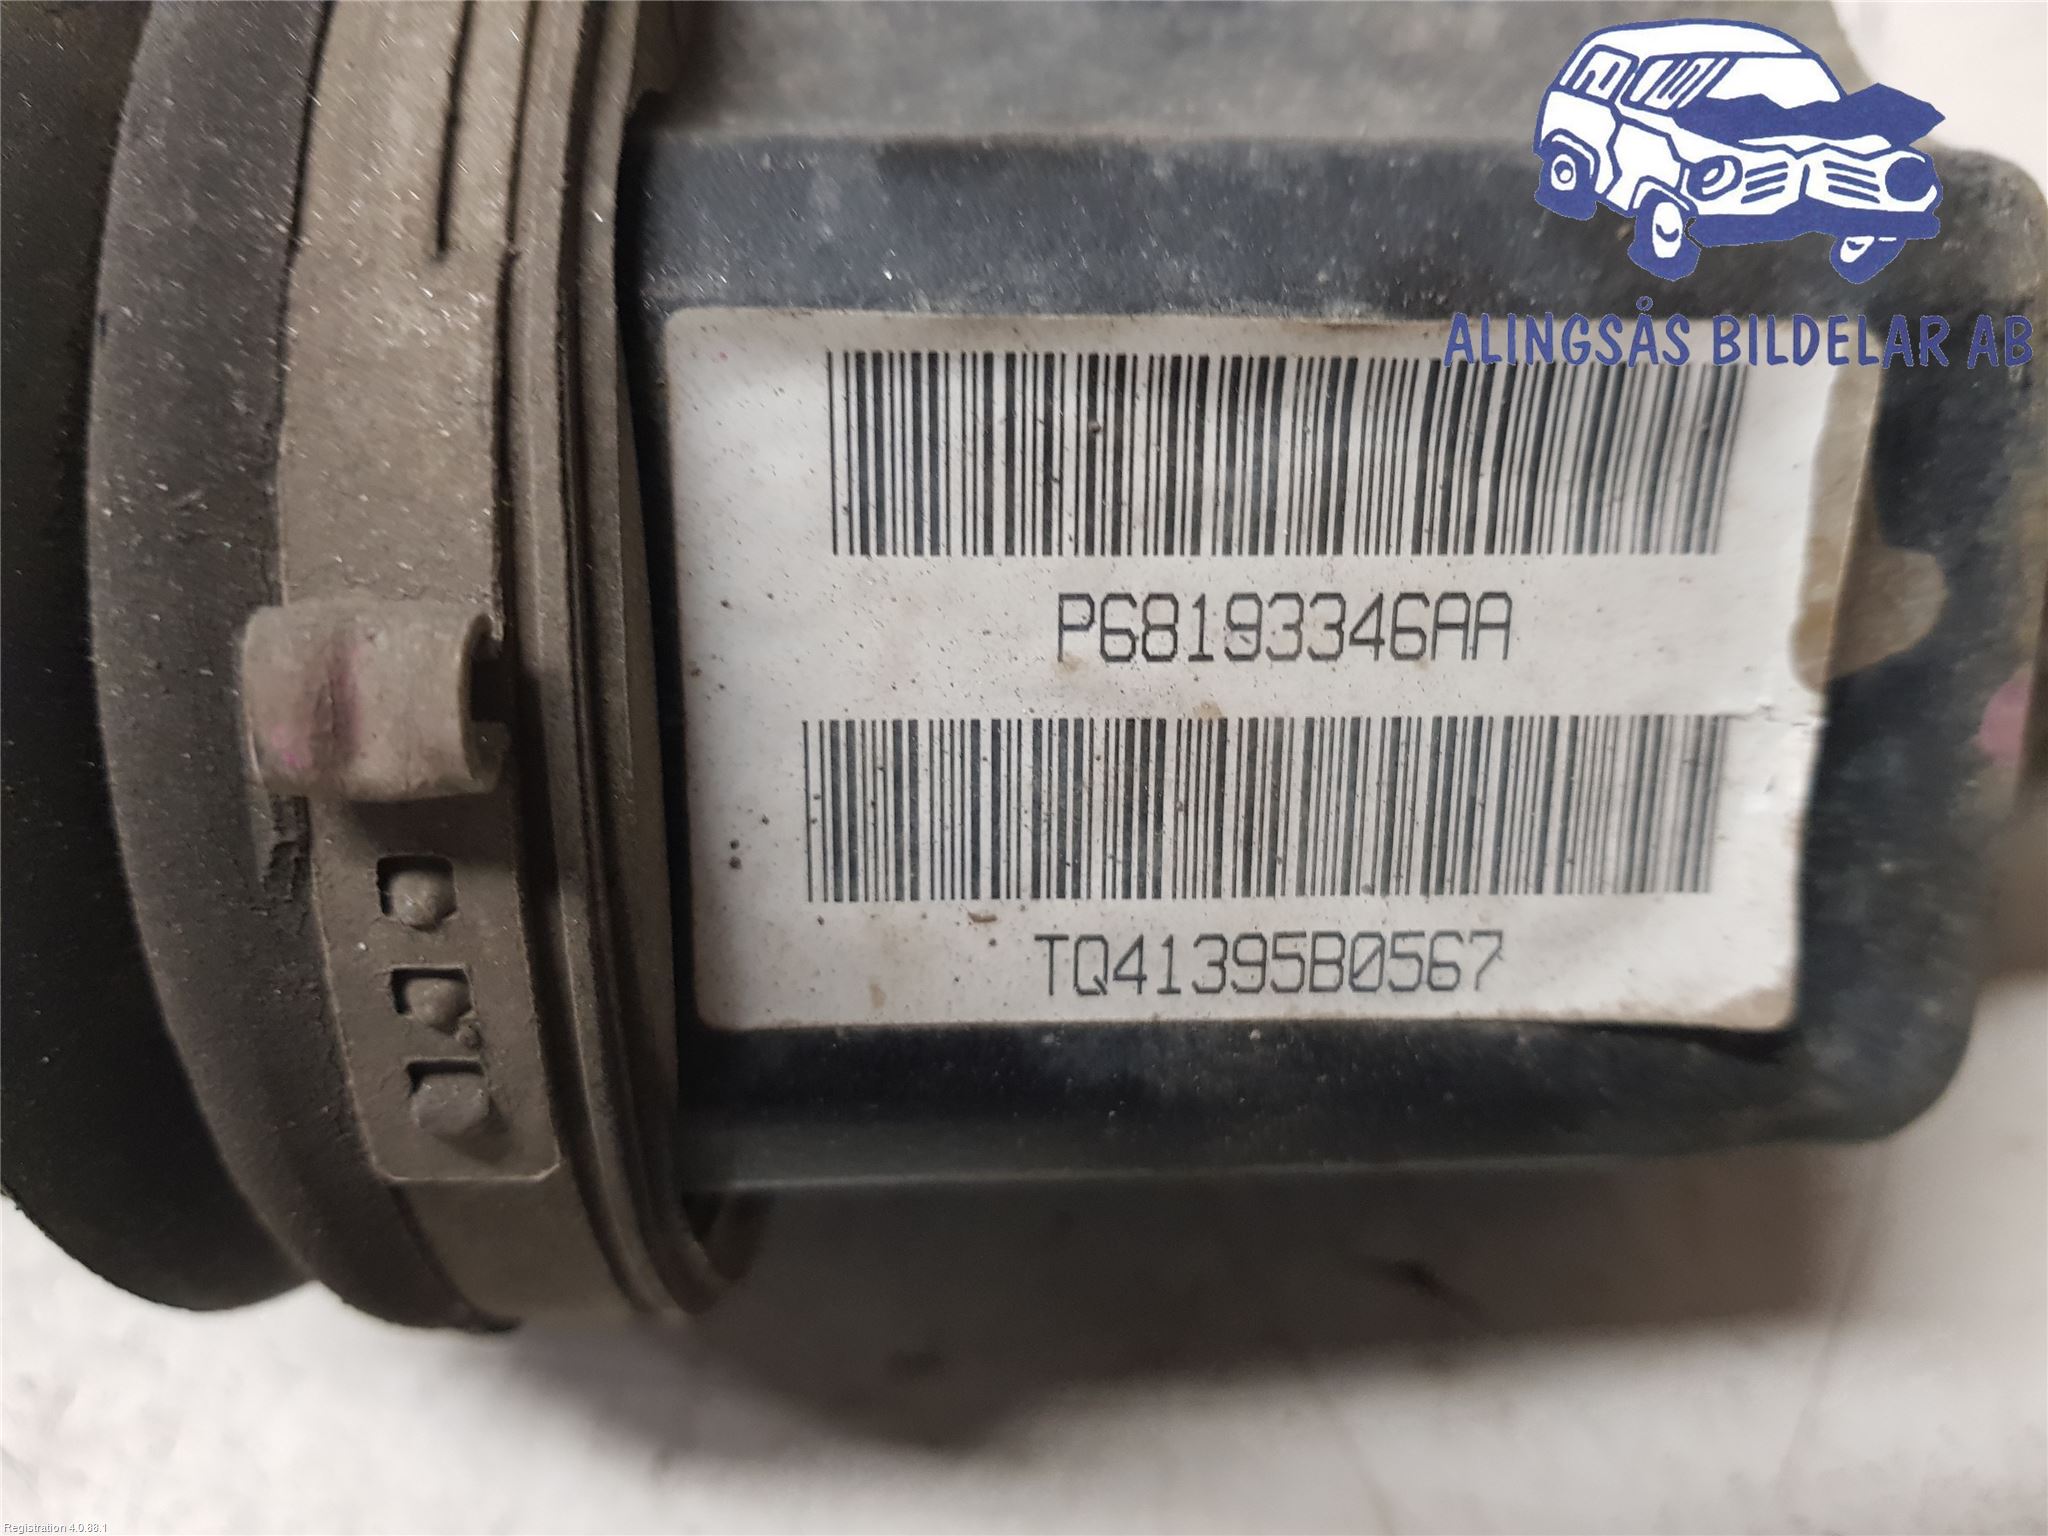 ALINGSÅS BILDELAR AB
P68193346AA
TQ41395B0567
Registration 4.0.88.1